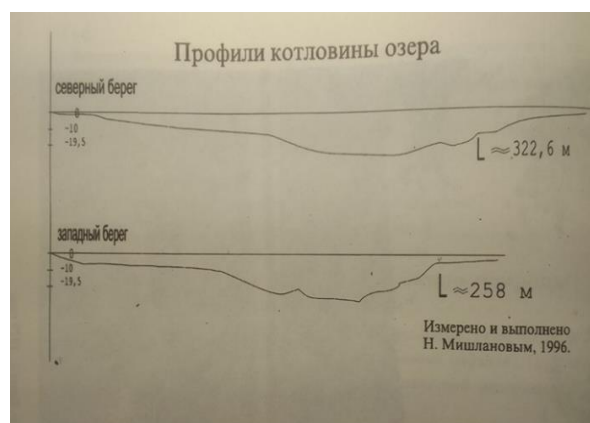 Профили котловины озера
северный берег
0
-10
-19,5
L ≈ 322,6 м
западный берег
0
-10
-19,5
L ≈ 258 м
Измерено и выполнено
Н. Мишлановым, 1996.